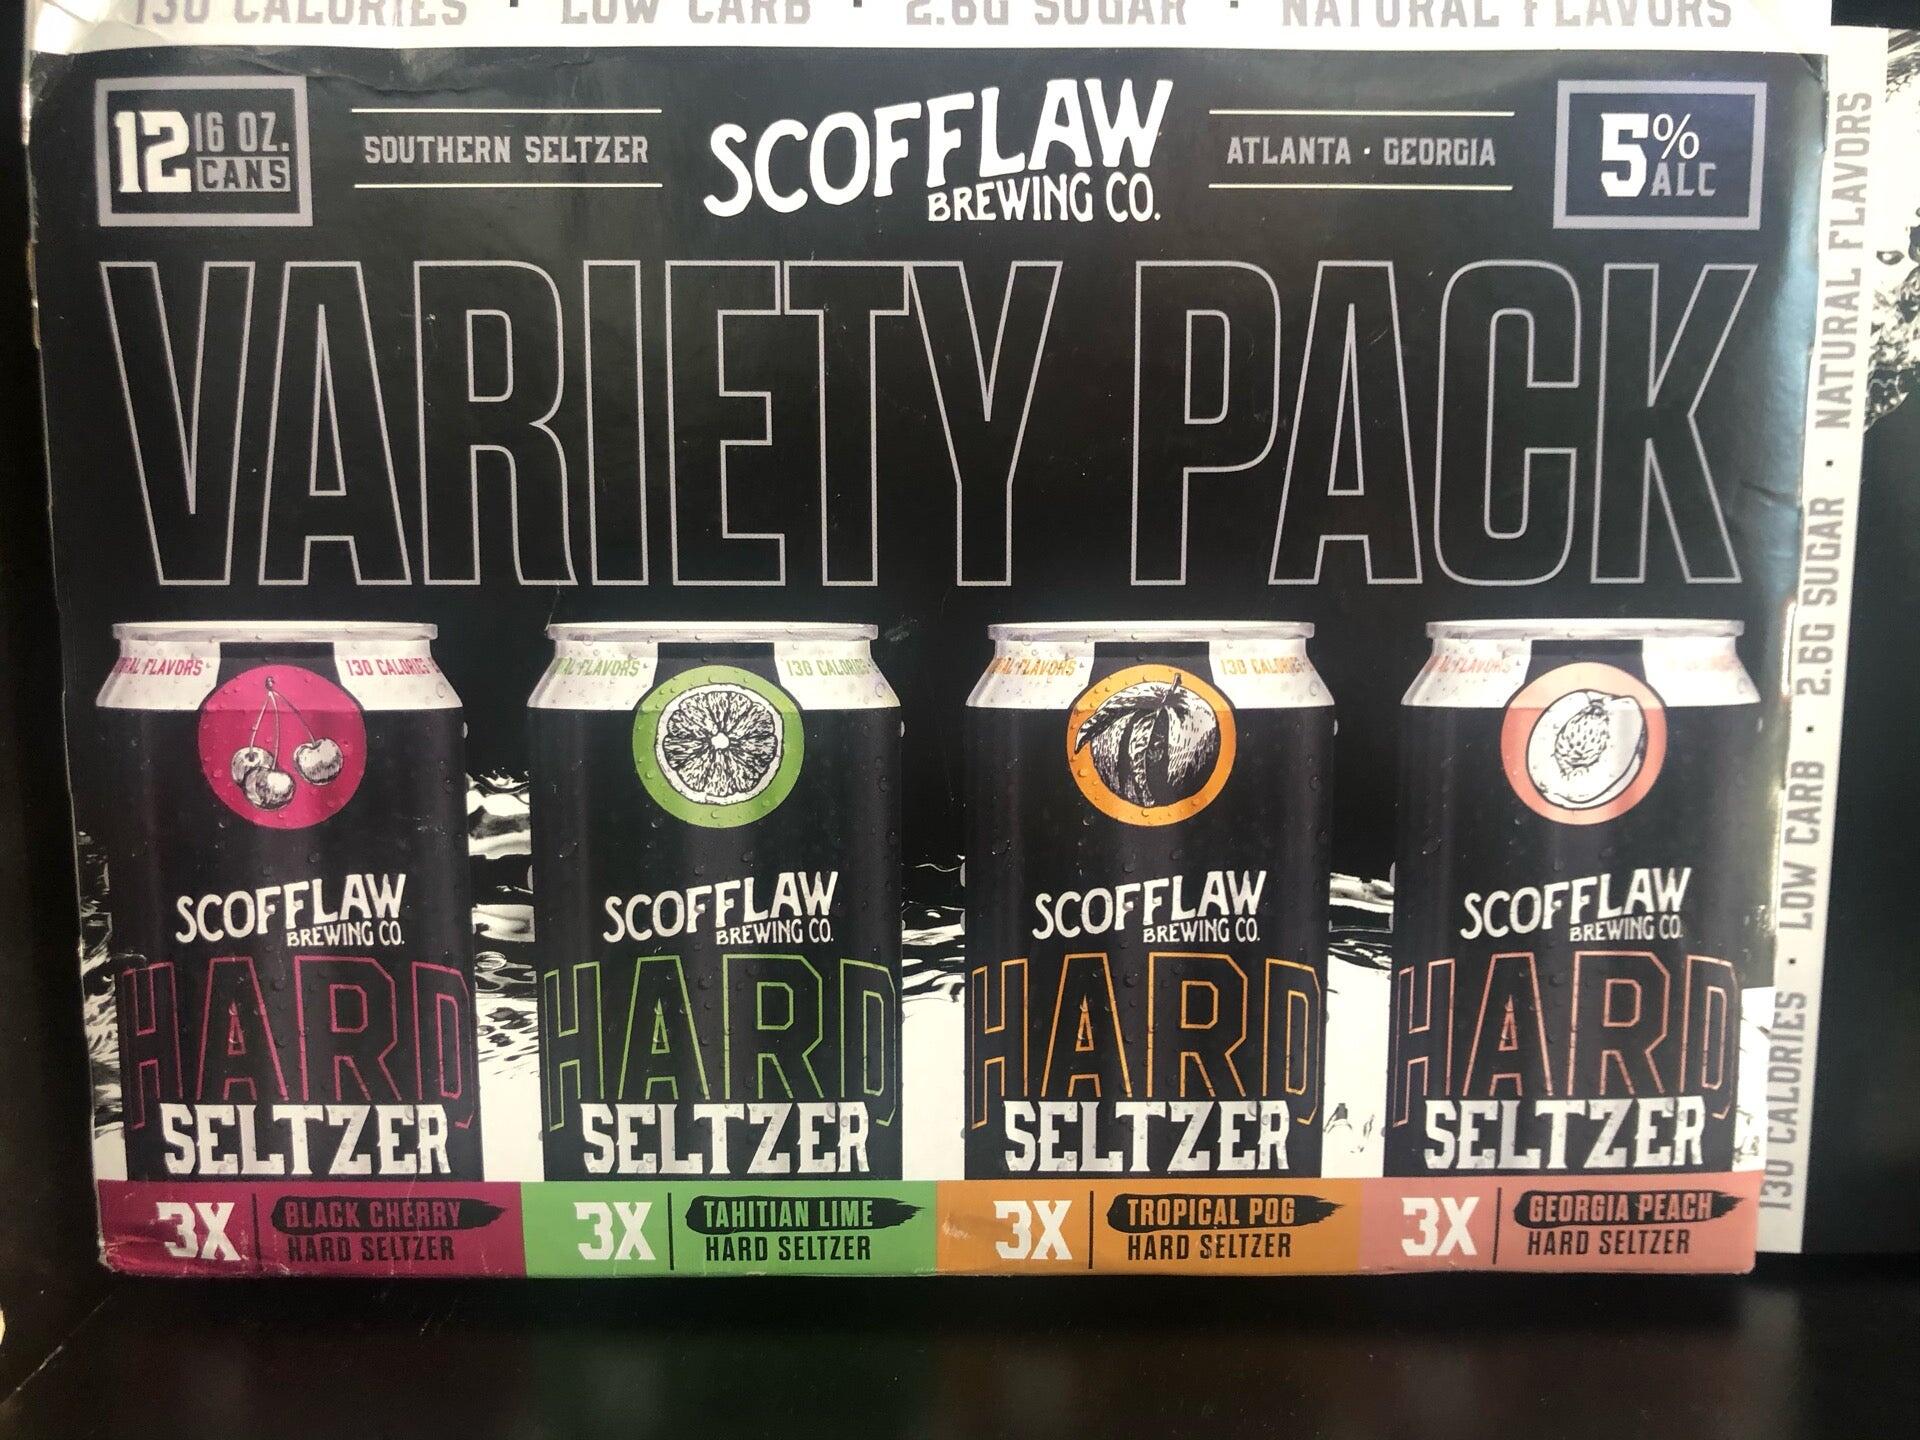 130 CALORIES · LOW CARB · 2.6G SUGAR · NATURAL FLAVORS
12 16 OZ. CANS
SOUTHERN SELTZER
SCOFFLAW
BREWING CO.
ATLANTA · GEORGIA
5% ALC
VARIETY PACK
130 CALORIES
130 CALORIES
130 CALORIES
SCOFFLAW
BREWING CO.
HARD
SELTZER
SCOFFLAW
BREWING CO.
HARD
SELTZER
SCOFFLAW
BREWING CO.
HARD
SELTZER
SCOFFLAW
BREWING CO.
HARD
SELTZER
3X
BLACK CHERRY
HARD SELTZER
3X
TAHITIAN LIME
HARD SELTZER
3X
TROPICAL POG
HARD SELTZER
3X
GEORGIA PEACH
HARD SELTZER
130 CALORIES · LOW CARB · 2.6G SUGAR · NATURAL FLAVORS